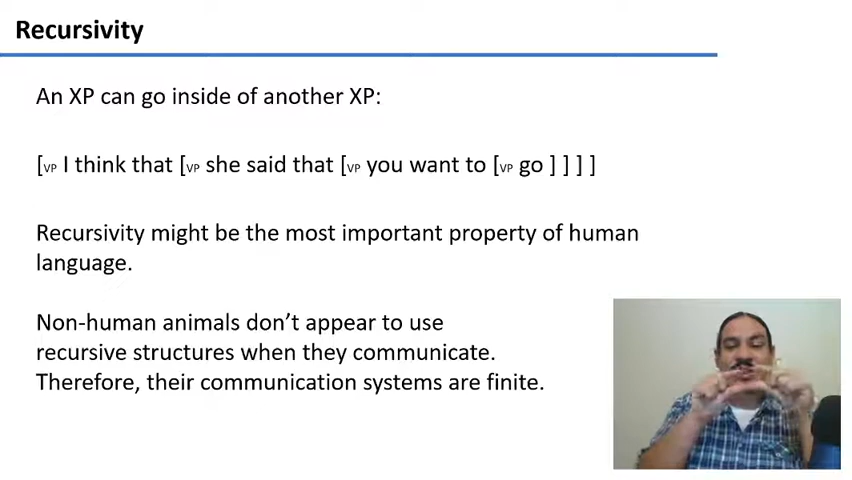 Recursivity
An XP can go inside of another XP:
[VP I think that [VP she said that [VP you want to [VP go ] ] ] ]
Recursivity might be the most important property of human
language.
Non-human animals don’t appear to use
recursive structures when they communicate.
Therefore, their communication systems are finite.